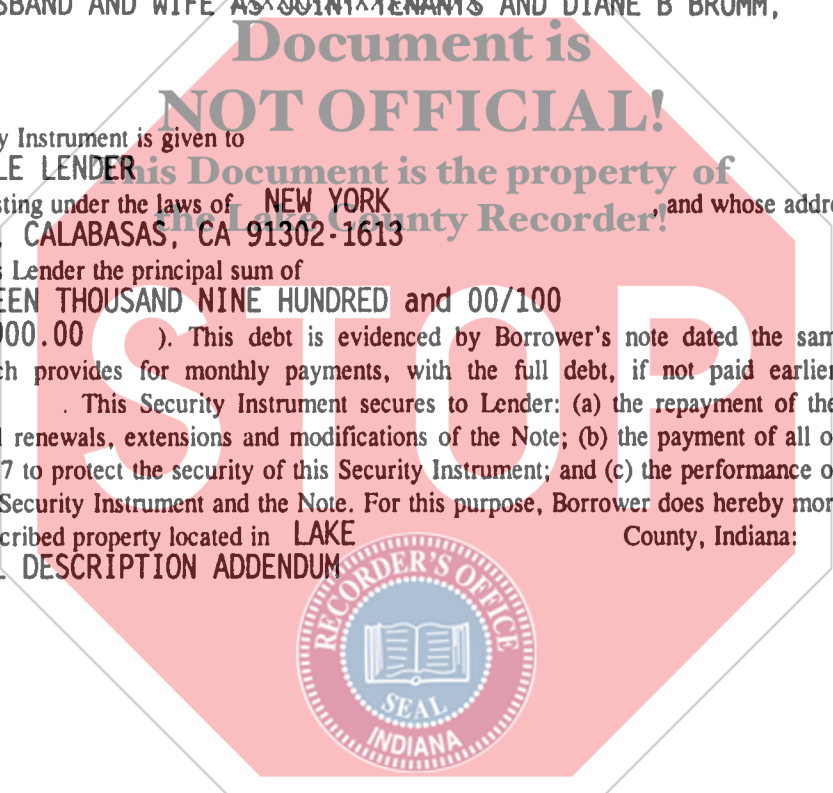 SBAND AND WIFE AS JOINT TENANTS AND DIANE B BRUMM,
Document is
NOT OFFICIAL!
y Instrument is given to
LE LENDER
This Document is the property of
sting under the laws of NEW YORK , and whose addre
the Lake County Recorder!
, CALABASAS, CA 91302-1613
s Lender the principal sum of
EEN THOUSAND NINE HUNDRED and 00/100
900.00 ). This debt is evidenced by Borrower's note dated the sam
ch provides for monthly payments, with the full debt, if not paid earlier
. This Security Instrument secures to Lender: (a) the repayment of the
l renewals, extensions and modifications of the Note; (b) the payment of all o
7 to protect the security of this Security Instrument; and (c) the performance o
Security Instrument and the Note. For this purpose, Borrower does hereby mor
cribed property located in LAKE County, Indiana:
L DESCRIPTION ADDENDUM
STOP
RECORDER'S OFFICE
SEAL
INDIANA